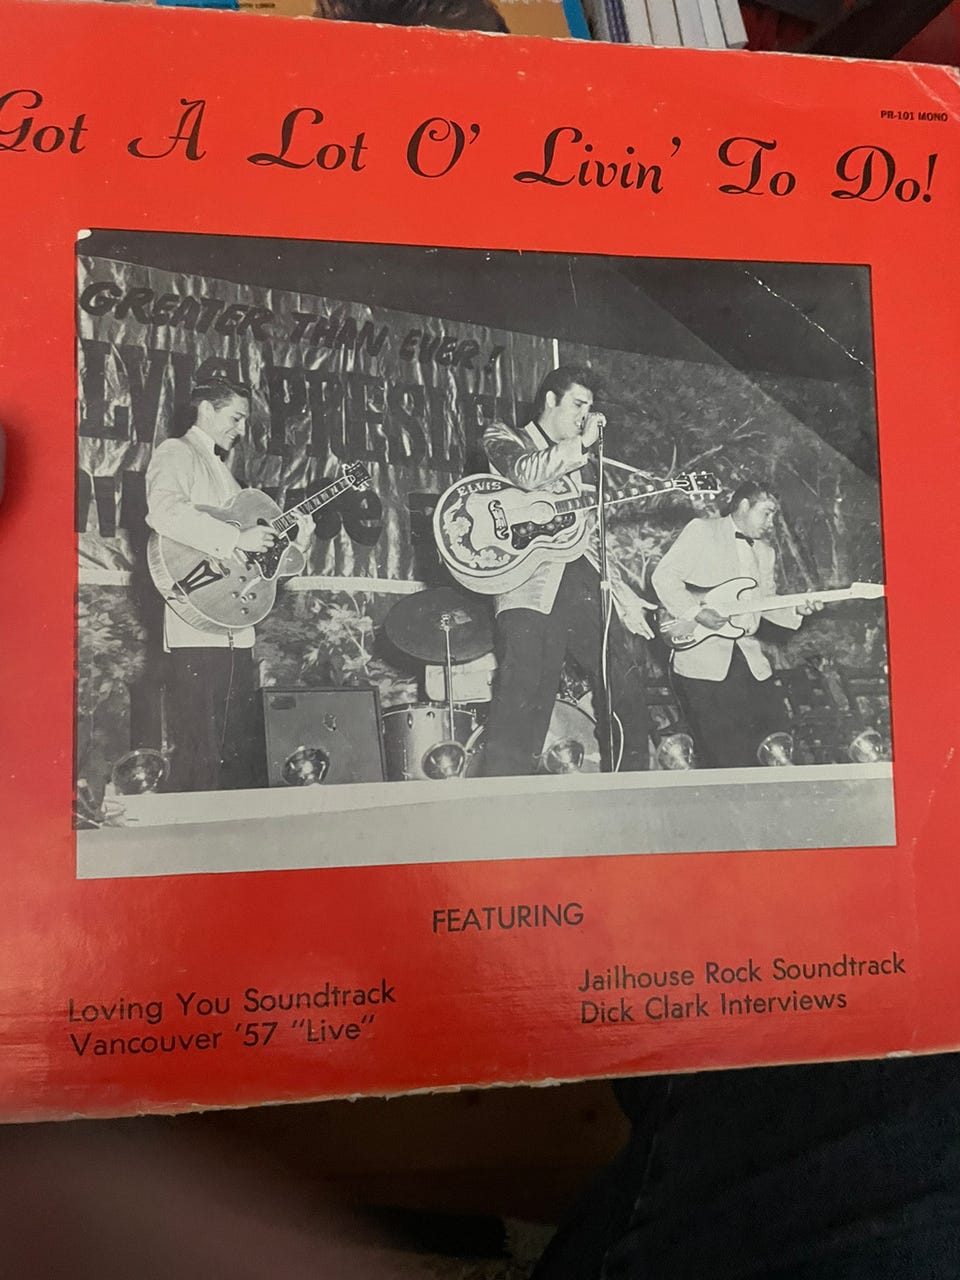 PR-101 MONO
Got A Lot O' Livin' To Do!
GREATER THAN EVER!
ELVIS
FEATURING
Loving You Soundtrack
Vancouver '57 "Live"
Jailhouse Rock Soundtrack
Dick Clark Interviews